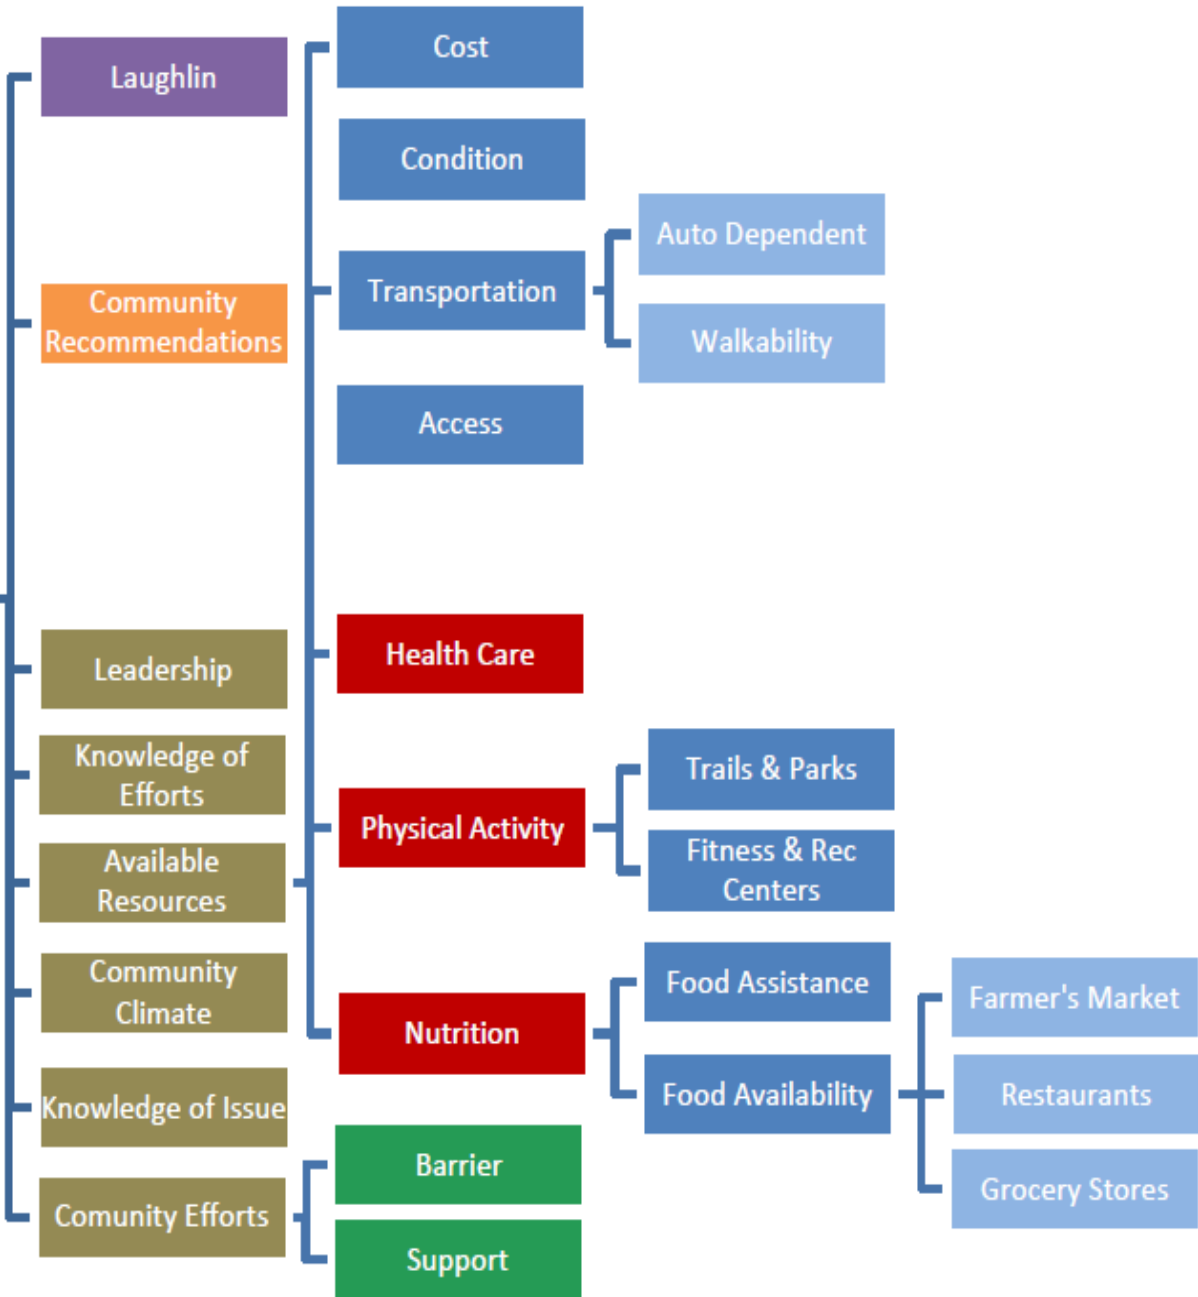 Laughlin
Community
Recommendations
Leadership
Knowledge of
Efforts
Available
Resources
Community
Climate
Knowledge of Issue
Comunity Efforts
Cost
Condition
Transportation
Access
Health Care
Physical Activity
Nutrition
Barrier
Support
Auto Dependent
Walkability
Trails & Parks
Fitness & Rec
Centers
Food Assistance
Food Availability
Farmer's Market
Restaurants
Grocery Stores